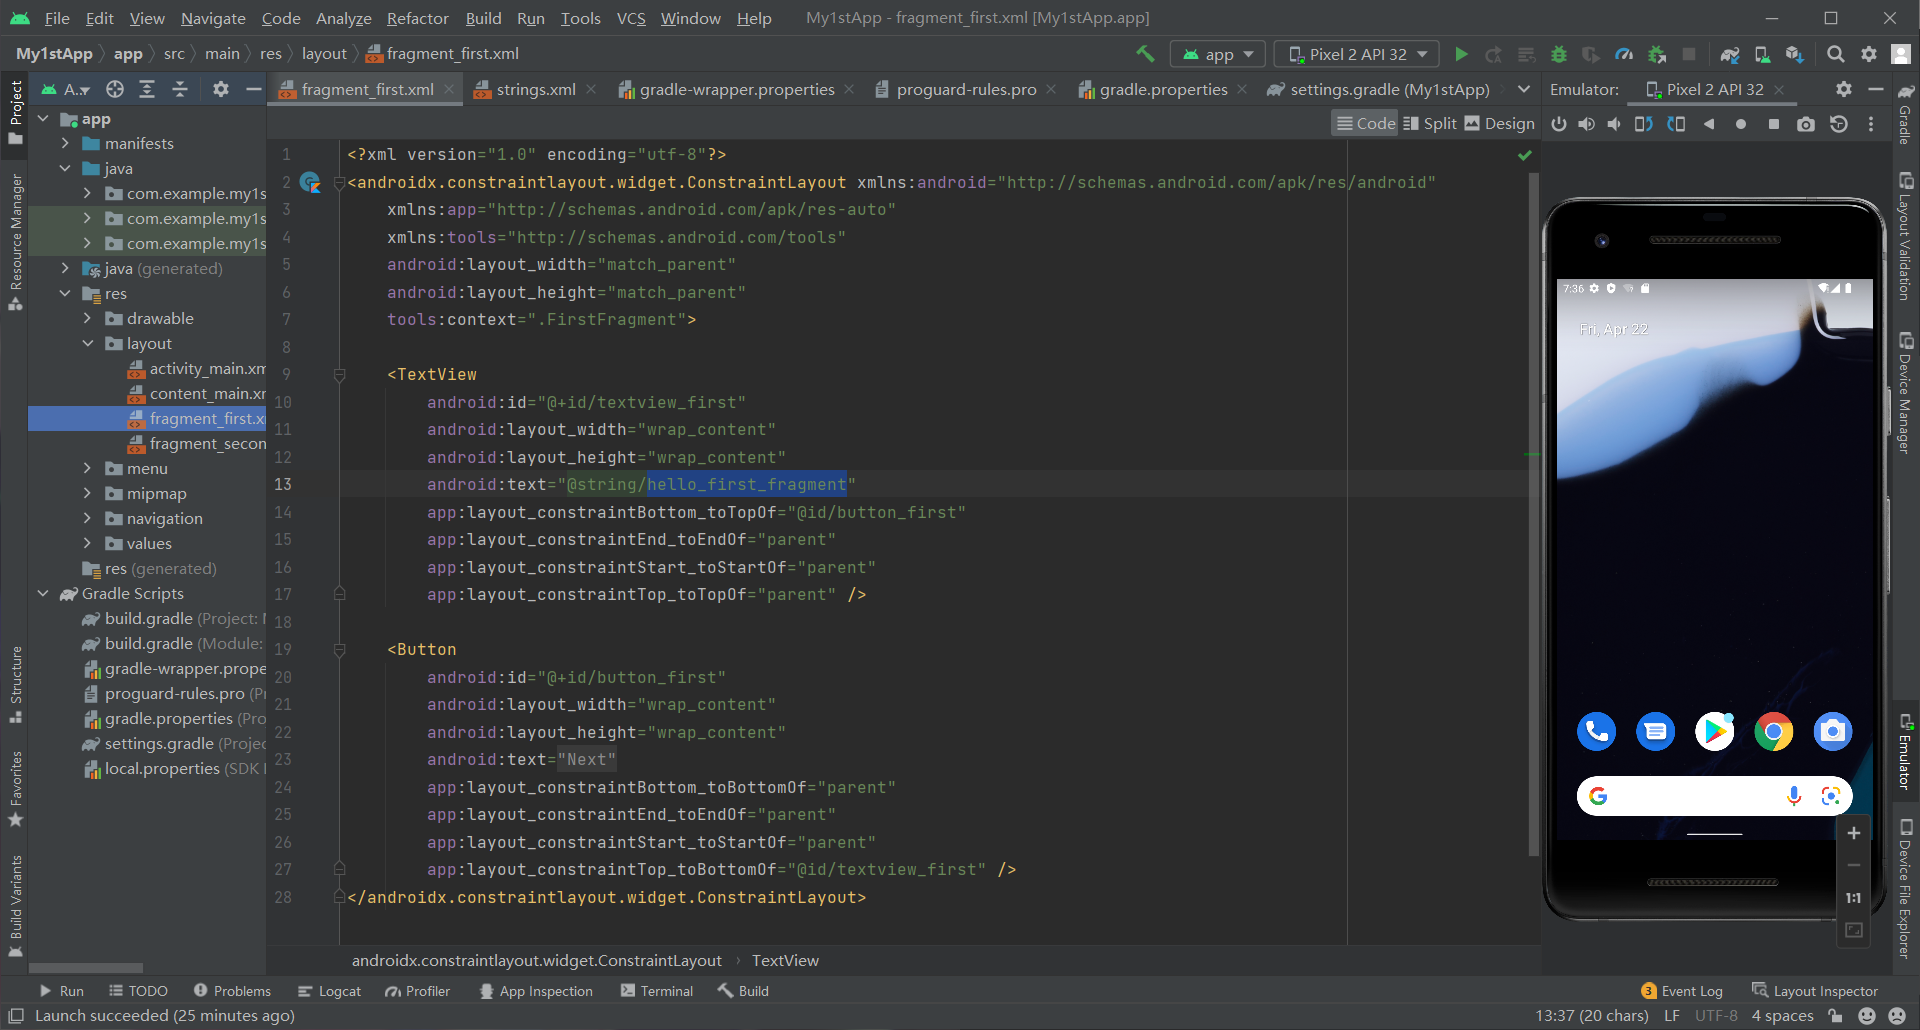 File Edit View Navigate Code Analyze Refactor Build Run Tools VCS Window Help My1stApp - fragment_first.xml [My1stApp.app]
My1stApp app src main res layout fragment_first.xml app Pixel 2 API 32
Project
A..
fragment_first.xml strings.xml gradle-wrapper.properties proguard-rules.pro gradle.properties settings.gradle (My1stApp)
Emulator: Pixel 2 API 32
Code Split Design
app
manifests
java
com.example.my1s
com.example.my1s
com.example.my1s
java (generated)
res
drawable
layout
activity_main.xm
content_main.xr
fragment_first.x
fragment_secon
menu
mipmap
navigation
values
res (generated)
Gradle Scripts
build.gradle (Project:
build.gradle (Module:
gradle-wrapper.prope
proguard-rules.pro (P
gradle.properties (Pro
settings.gradle (Projec
local.properties (SDK
Resource Manager
Structure
Favorites
Build Variants
1 <?xml version="1.0" encoding="utf-8"?>
2 <androidx.constraintlayout.widget.ConstraintLayout xmlns:android="http://schemas.android.com/apk/res/android"
3 xmlns:app="http://schemas.android.com/apk/res-auto"
4 xmlns:tools="http://schemas.android.com/tools"
5 android:layout_width="match_parent"
6 android:layout_height="match_parent"
7 tools:context=".FirstFragment">
8
9 <TextView
10 android:id="@+id/textview_first"
11 android:layout_width="wrap_content"
12 android:layout_height="wrap_content"
13 android:text="@string/hello_first_fragment"
14 app:layout_constraintBottom_toTopOf="@id/button_first"
15 app:layout_constraintEnd_toEndOf="parent"
16 app:layout_constraintStart_toStartOf="parent"
17 app:layout_constraintTop_toTopOf="parent" />
18
19 <Button
20 android:id="@+id/button_first"
21 android:layout_width="wrap_content"
22 android:layout_height="wrap_content"
23 android:text="Next"
24 app:layout_constraintBottom_toBottomOf="parent"
25 app:layout_constraintEnd_toEndOf="parent"
26 app:layout_constraintStart_toStartOf="parent"
27 app:layout_constraintTop_toBottomOf="@id/textview_first" />
28 </androidx.constraintlayout.widget.ConstraintLayout>
androidx.constraintlayout.widget.ConstraintLayout TextView
7:36
Fri, Apr 22
G
1:1
Gradle
Layout Validation
Device Manager
Emulator
Device File Explorer
Run TODO Problems Logcat Profiler App Inspection Terminal Build
3 Event Log Layout Inspector
Launch succeeded (25 minutes ago)
13:37 (20 chars) LF UTF-8 4 spaces